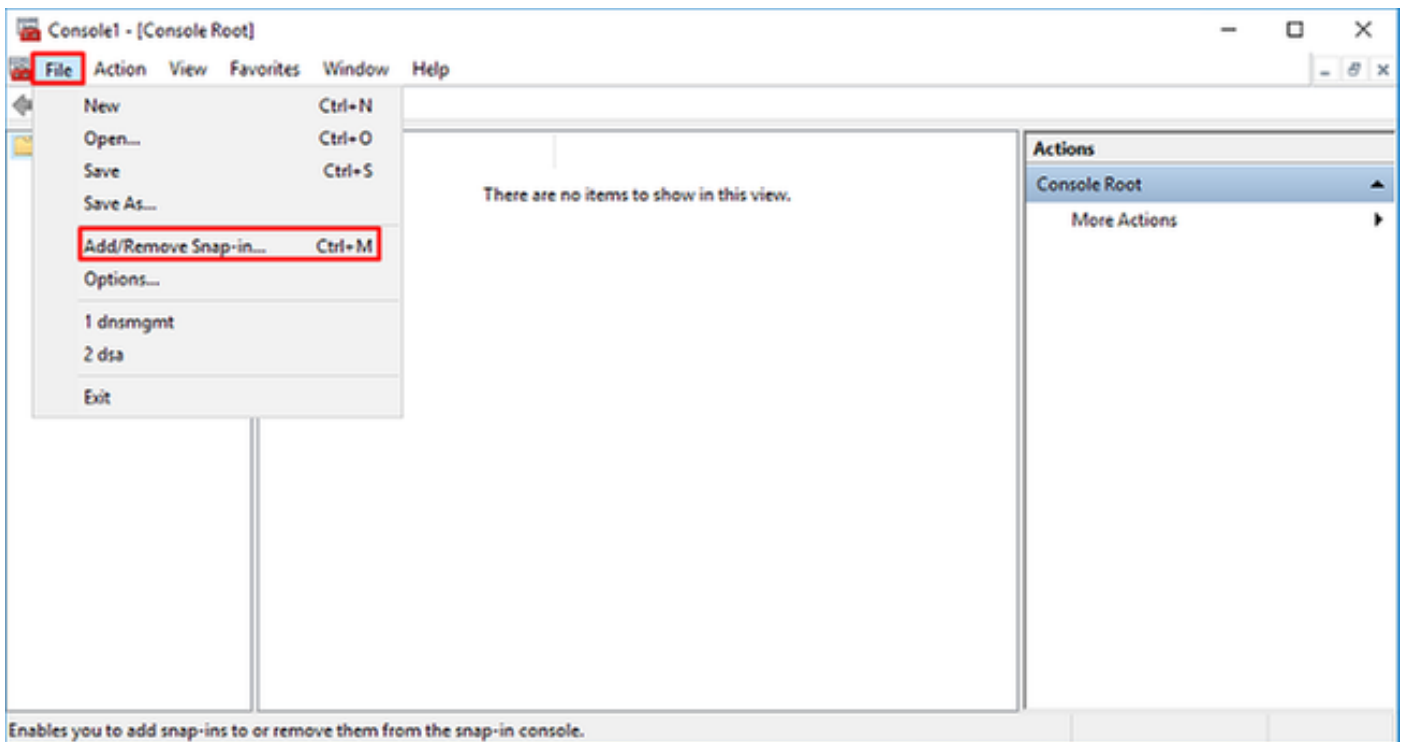 Console1 - [Console Root]
File Action View Favorites Window Help
New Ctrl+N
Open... Ctrl+O
Save Ctrl+S
Save As...
Add/Remove Snap-in... Ctrl+M
Options...
1 dnsmgmt
2 dsa
Exit
There are no items to show in this view.
Actions
Console Root
More Actions
Enables you to add snap-ins to or remove them from the snap-in console.